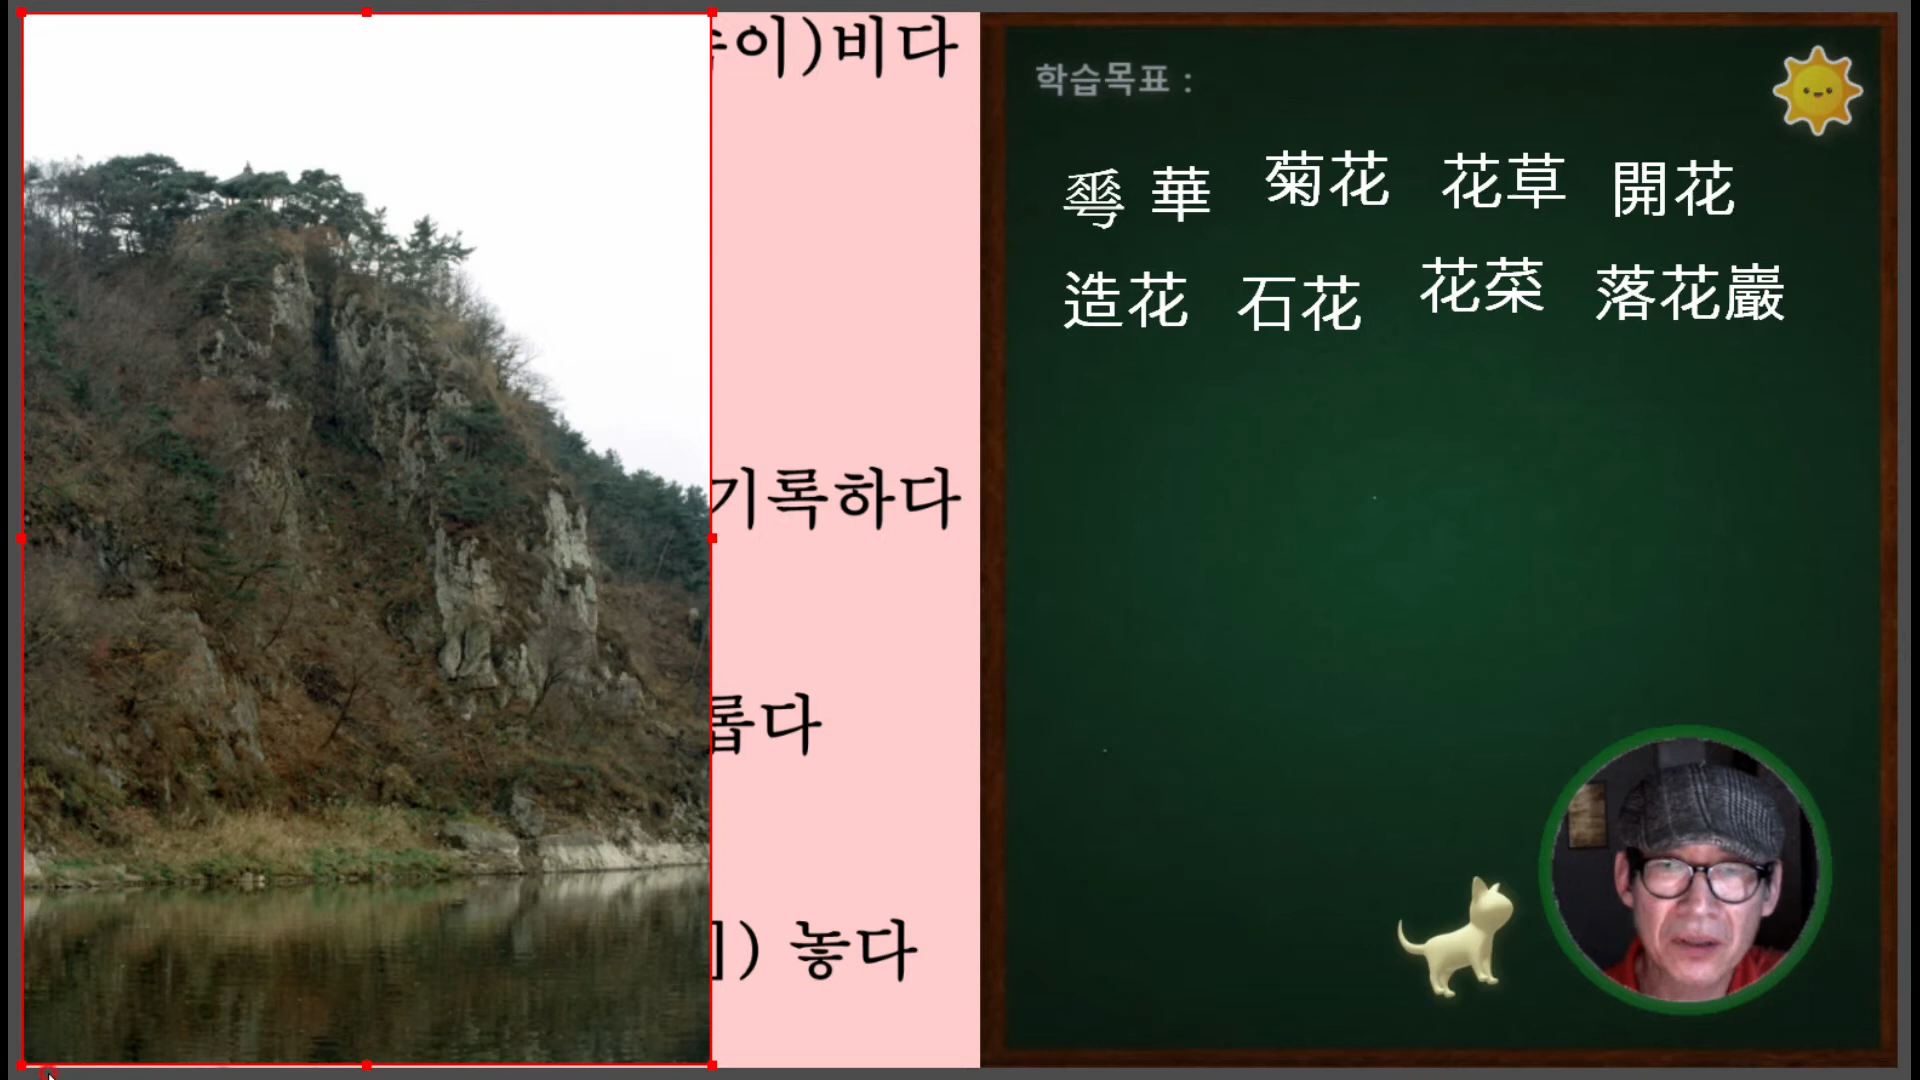 이)비다
기록하다
롭다
) 놓다
학습목표 :
華 菊花 花草 開花
造花 石花 花菜 落花巖